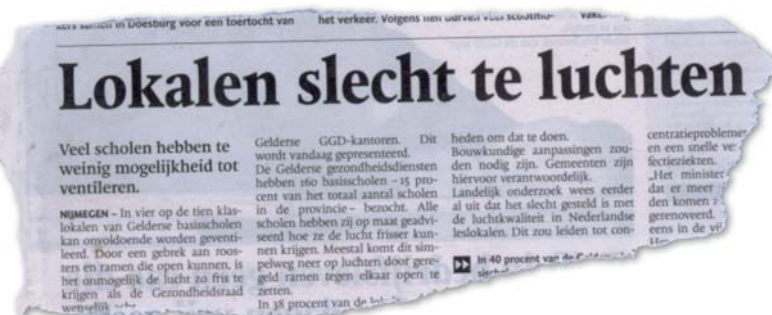 in Doesburg voor een toertocht van
het verkeer. Volgens hen durven veel
Lokalen slecht te luchten
Veel scholen hebben te
weinig mogelijkheid tot
ventileren.
NIJMEGEN – In vier op de tien klas-
lokalen van Gelderse basisscholen
kan onvoldoende worden geventi-
leerd. Door een gebrek aan roos-
ters en ramen die open kunnen, is
het onmogelijk de lucht zo fris te
krijgen als de Gezondheidsraad
wenselijk
Gelderse GGD-kantoren. Dit
wordt vandaag gepresenteerd.
De Gelderse gezondheidsdiensten
hebben 160 basisscholen – 15 pro-
cent van het totaal aantal scholen
in de provincie – bezocht. Alle
scholen hebben zij op maat geadvi-
seerd hoe ze de lucht frisser kun-
nen krijgen. Meestal komt dit sim-
pelweg neer op luchten door gere-
geld ramen tegen elkaar open te
zetten.
In 38 procent van de
heden om dat te doen.
Bouwkundige aanpassingen zou-
den nodig zijn. Gemeenten zijn
hiervoor verantwoordelijk.
Landelijk onderzoek wees eerder
al uit dat het slecht gesteld is met
de luchtkwaliteit in Nederlandse
leslokalen. Dit zou leiden tot con-
In 40 procent van de
centratieproblemen
en een snelle
fectieziekten.
„Het minister
dat er meer
den komen
gerenoveerd.
eens in de